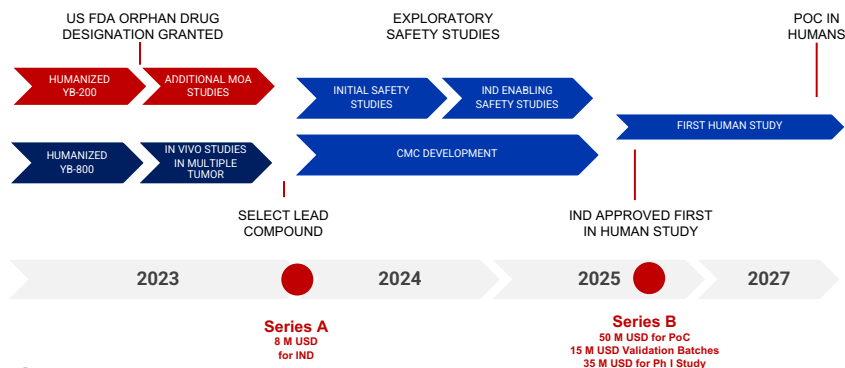 US FDA ORPHAN DRUG
DESIGNATION GRANTED
EXPLORATORY
SAFETY STUDIES
POC IN
HUMANS
HUMANIZED
YB-200
ADDITIONAL MOA
STUDIES
INITIAL SAFETY
STUDIES
IND ENABLING
SAFETY STUDIES
FIRST HUMAN STUDY
HUMANIZED
YB-800
IN VIVO STUDIES
IN MULTIPLE
TUMOR
CMC DEVELOPMENT
SELECT LEAD
COMPOUND
IND APPROVED FIRST
IN HUMAN STUDY
2023
2024
2025
2027
Series A
8 M USD
for IND
Series B
50 M USD for PoC
15 M USD Validation Batches
35 M USD for Ph I Study